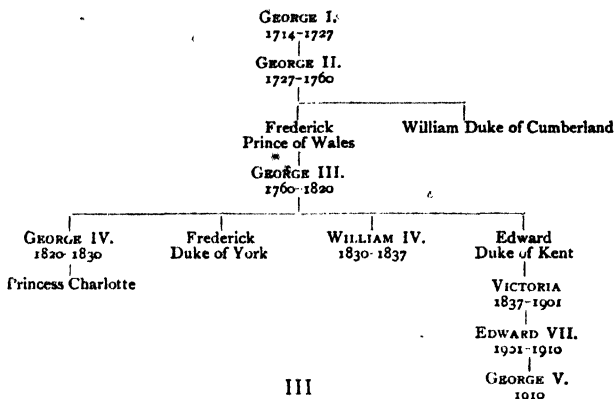 GEORGE I.
1714-1727
GEORGE II.
1727-1760
Frederick William Duke of Cumberland
Prince of Wales
GEORGE III.
1760-1820
GEORGE IV. Frederick WILLIAM IV. Edward
1820-1830 Duke of York 1830-1837 Duke of Kent
Princess Charlotte VICTORIA
1837-1901
EDWARD VII.
1901-1910
GEORGE V.
1910
III